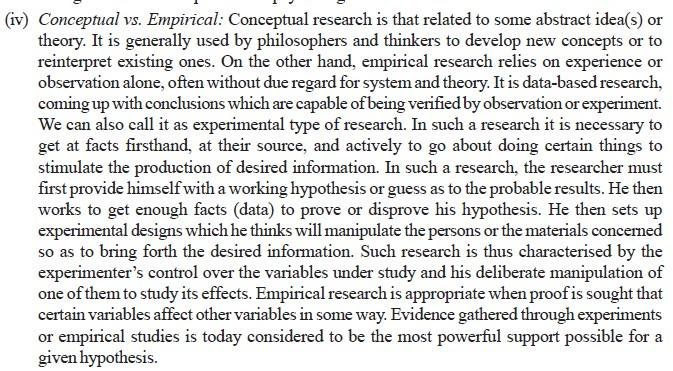 (iv) Conceptual vs. Empirical: Conceptual research is that related to some abstract idea(s) or
theory. It is generally used by philosophers and thinkers to develop new concepts or to
reinterpret existing ones. On the other hand, empirical research relies on experience or
observation alone, often without due regard for system and theory. It is data-based research,
coming up with conclusions which are capable of being verified by observation or experiment.
We can also call it as experimental type of research. In such a research it is necessary to
get at facts firsthand, at their source, and actively to go about doing certain things to
stimulate the production of desired information. In such a research, the researcher must
first provide himself with a working hypothesis or guess as to the probable results. He then
works to get enough facts (data) to prove or disprove his hypothesis. He then sets up
experimental designs which he thinks will manipulate the persons or the materials concerned
so as to bring forth the desired information. Such research is thus characterised by the
experimenter’s control over the variables under study and his deliberate manipulation of
one of them to study its effects. Empirical research is appropriate when proof is sought that
certain variables affect other variables in some way. Evidence gathered through experiments
or empirical studies is today considered to be the most powerful support possible for a
given hypothesis.